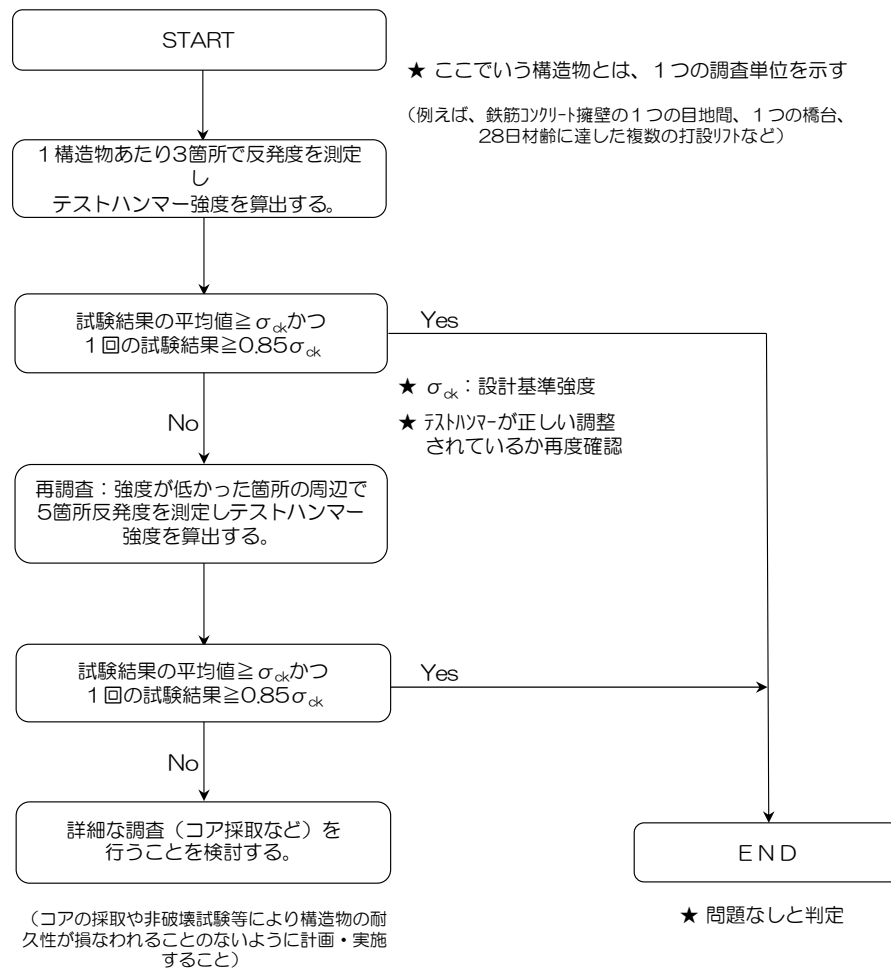 START
★ ここでいう構造物とは、１つの調査単位を示す
（例えば、鉄筋ｺﾝｸﾘｰﾄ擁壁の１つの目地間、１つの橋台、
28日材齢に達した複数の打設ﾘﾌﾄなど）
１構造物あたり3箇所で反発度を測定
し
テストハンマー強度を算出する。
試験結果の平均値≧σckかつ
１回の試験結果≧0.85σck
Yes
★ σck：設計基準強度
★ ﾃｽﾄﾊﾝﾏｰが正しい調整
されているか再度確認
No
再調査：強度が低かった箇所の周辺で
5箇所反発度を測定しテストハンマー
強度を算出する。
試験結果の平均値≧σckかつ
１回の試験結果≧0.85σck
Yes
No
詳細な調査（コア採取など）を
行うことを検討する。
ＥＮＤ
（コアの採取や非破壊試験等により構造物の耐
久性が損なわれることのないように計画・実施
すること）
★ 問題なしと判定